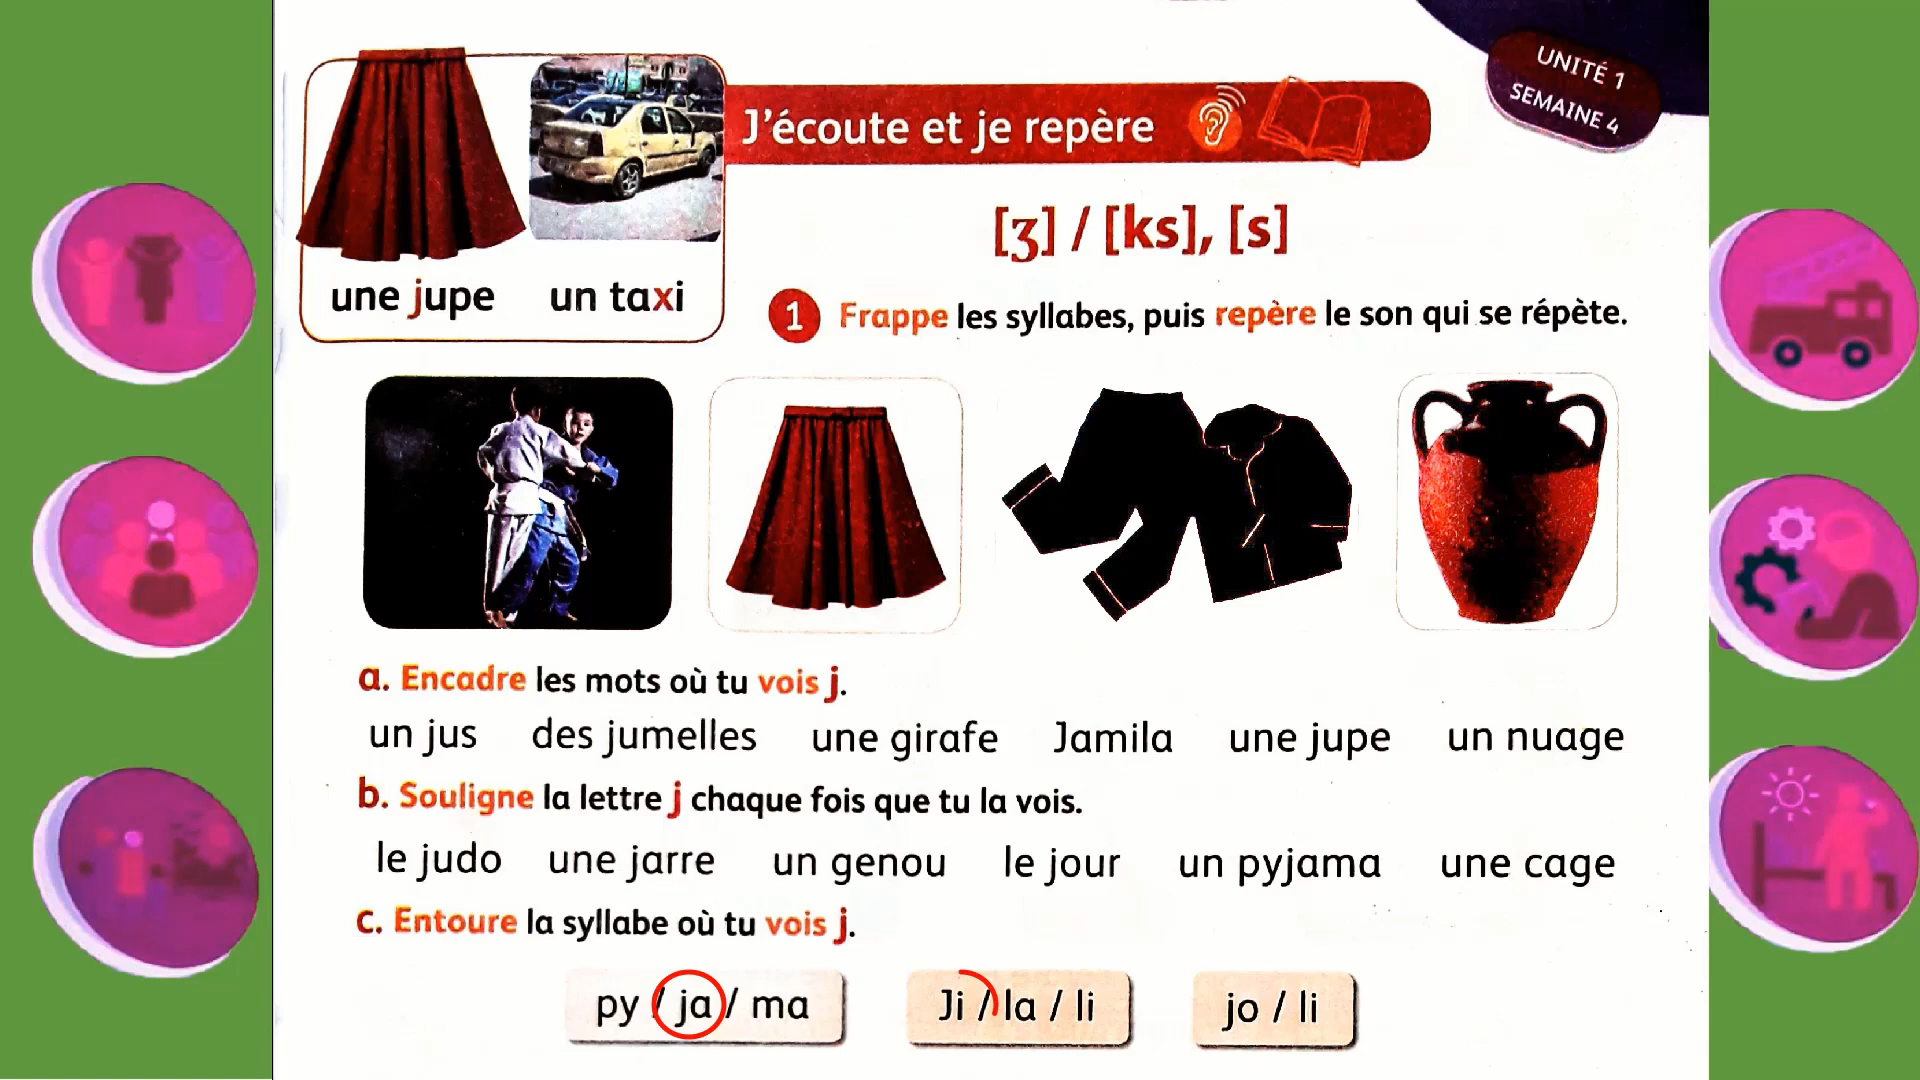 UNITÉ 1
SEMAINE 4
J'écoute et je repère
[ʒ] / [ks], [s]
une jupe un taxi
1 Frappe les syllabes, puis repère le son qui se répète.
a. Encadre les mots où tu vois j.
un jus des jumelles une girafe Jamila une jupe un nuage
b. Souligne la lettre j chaque fois que tu la vois.
le judo une jarre un genou le jour un pyjama une cage
c. Entoure la syllabe où tu vois j.
py / ja / ma Ji / la / li jo / li